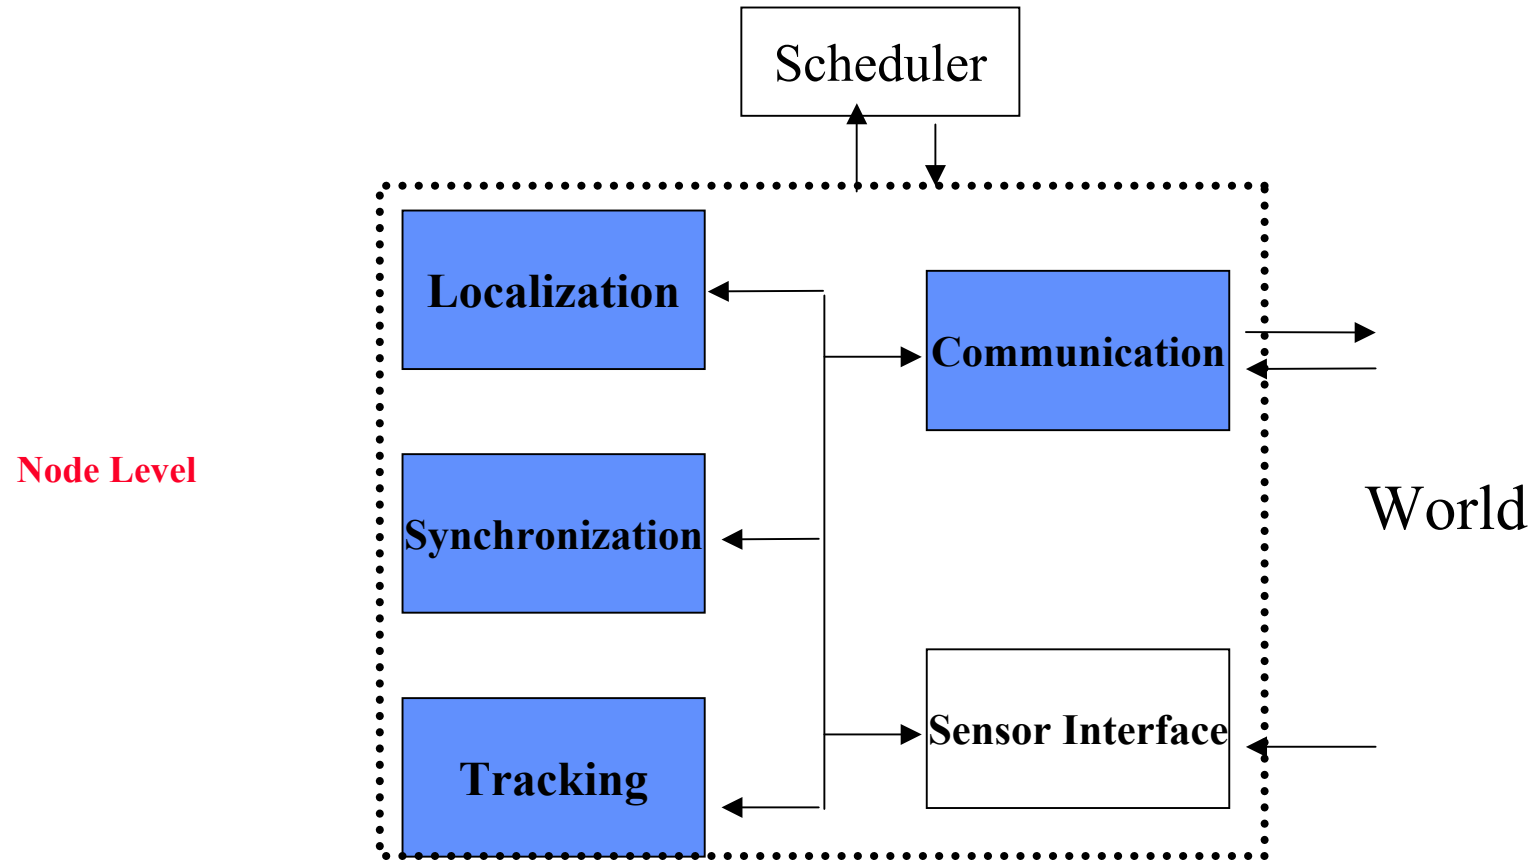 Scheduler
Localization
Communication
Node Level
World
Synchronization
Sensor Interface
Tracking